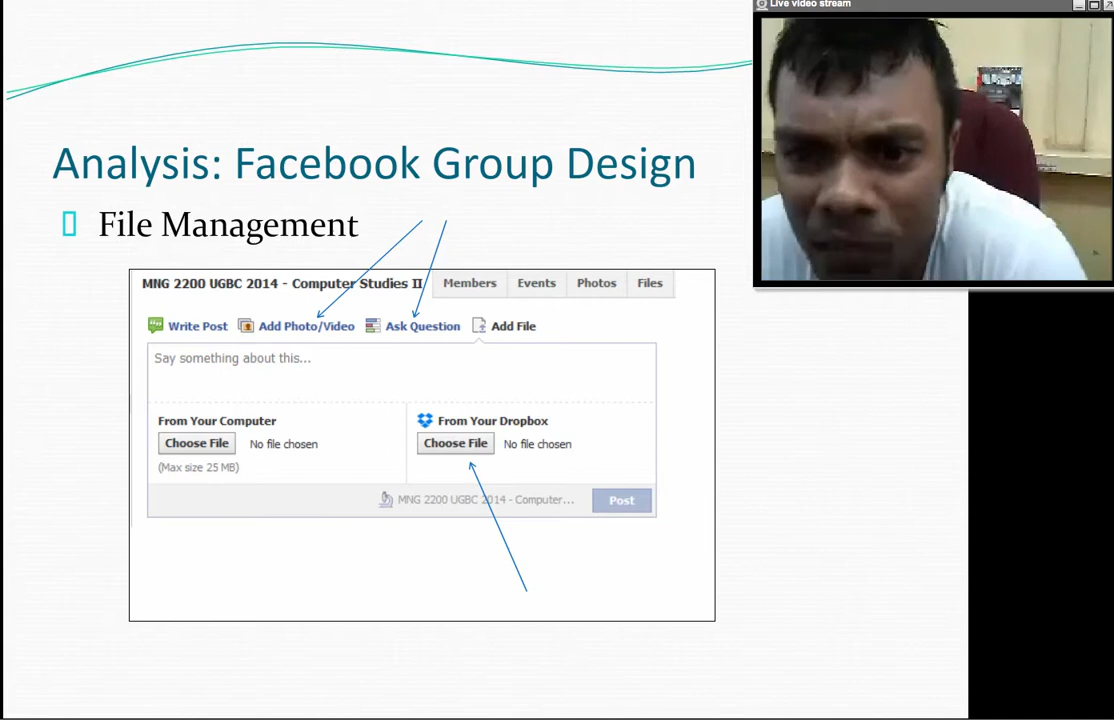 Live video stream
Analysis: Facebook Group Design
File Management
MNG 2200 UGBC 2014 - Computer Studies II Members Events Photos Files
Write Post Add Photo/Video Ask Question Add File
Say something about this...
From Your Computer From Your Dropbox
Choose File No file chosen Choose File No file chosen
(Max size 25 MB)
MNG 2200 UGBC 2014 - Computer... Post